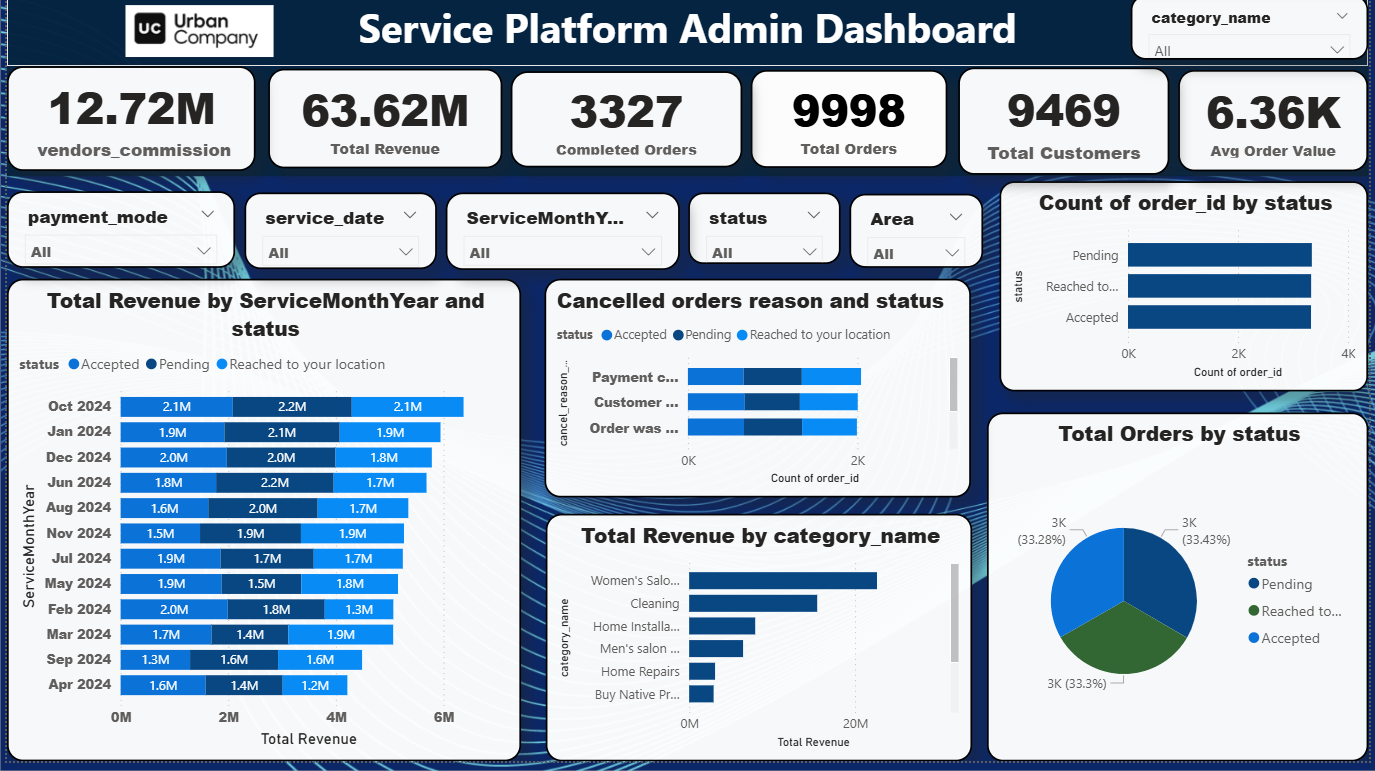 UC Urban
Company
Service Platform Admin Dashboard
category_name
All
12.72M
vendors_commission
63.62M
Total Revenue
3327
Completed Orders
9998
Total Orders
9469
Total Customers
6.36K
Avg Order Value
payment_mode
All
service_date
All
ServiceMonthY...
All
status
All
Area
All
Count of order_id by status
status
Pending
Reached to...
Accepted
0K 2K 4K
Count of order_id
Total Revenue by ServiceMonthYear and
status
status Accepted Pending Reached to your location
ServiceMonthYear
Oct 2024 2.1M 2.2M 2.1M
Jan 2024 1.9M 2.1M 1.9M
Dec 2024 2.0M 2.0M 1.8M
Jun 2024 1.8M 2.2M 1.7M
Aug 2024 1.6M 2.0M 1.7M
Nov 2024 1.5M 1.9M 1.9M
Jul 2024 1.9M 1.7M 1.7M
May 2024 1.9M 1.5M 1.8M
Feb 2024 2.0M 1.8M 1.3M
Mar 2024 1.7M 1.4M 1.9M
Sep 2024 1.3M 1.6M 1.6M
Apr 2024 1.6M 1.4M 1.2M
0M 2M 4M 6M
Total Revenue
Cancelled orders reason and status
status Accepted Pending Reached to your location
cancel_reason_...
Payment c...
Customer ...
Order was ...
0K 2K
Count of order_id
Total Revenue by category_name
category_name
Women's Salo...
Cleaning
Home Installa...
Men's salon ...
Home Repairs
Buy Native Pr...
0M 20M
Total Revenue
Total Orders by status
3K
(33.28%)
3K
(33.43%)
3K (33.3%)
status
Pending
Reached to...
Accepted